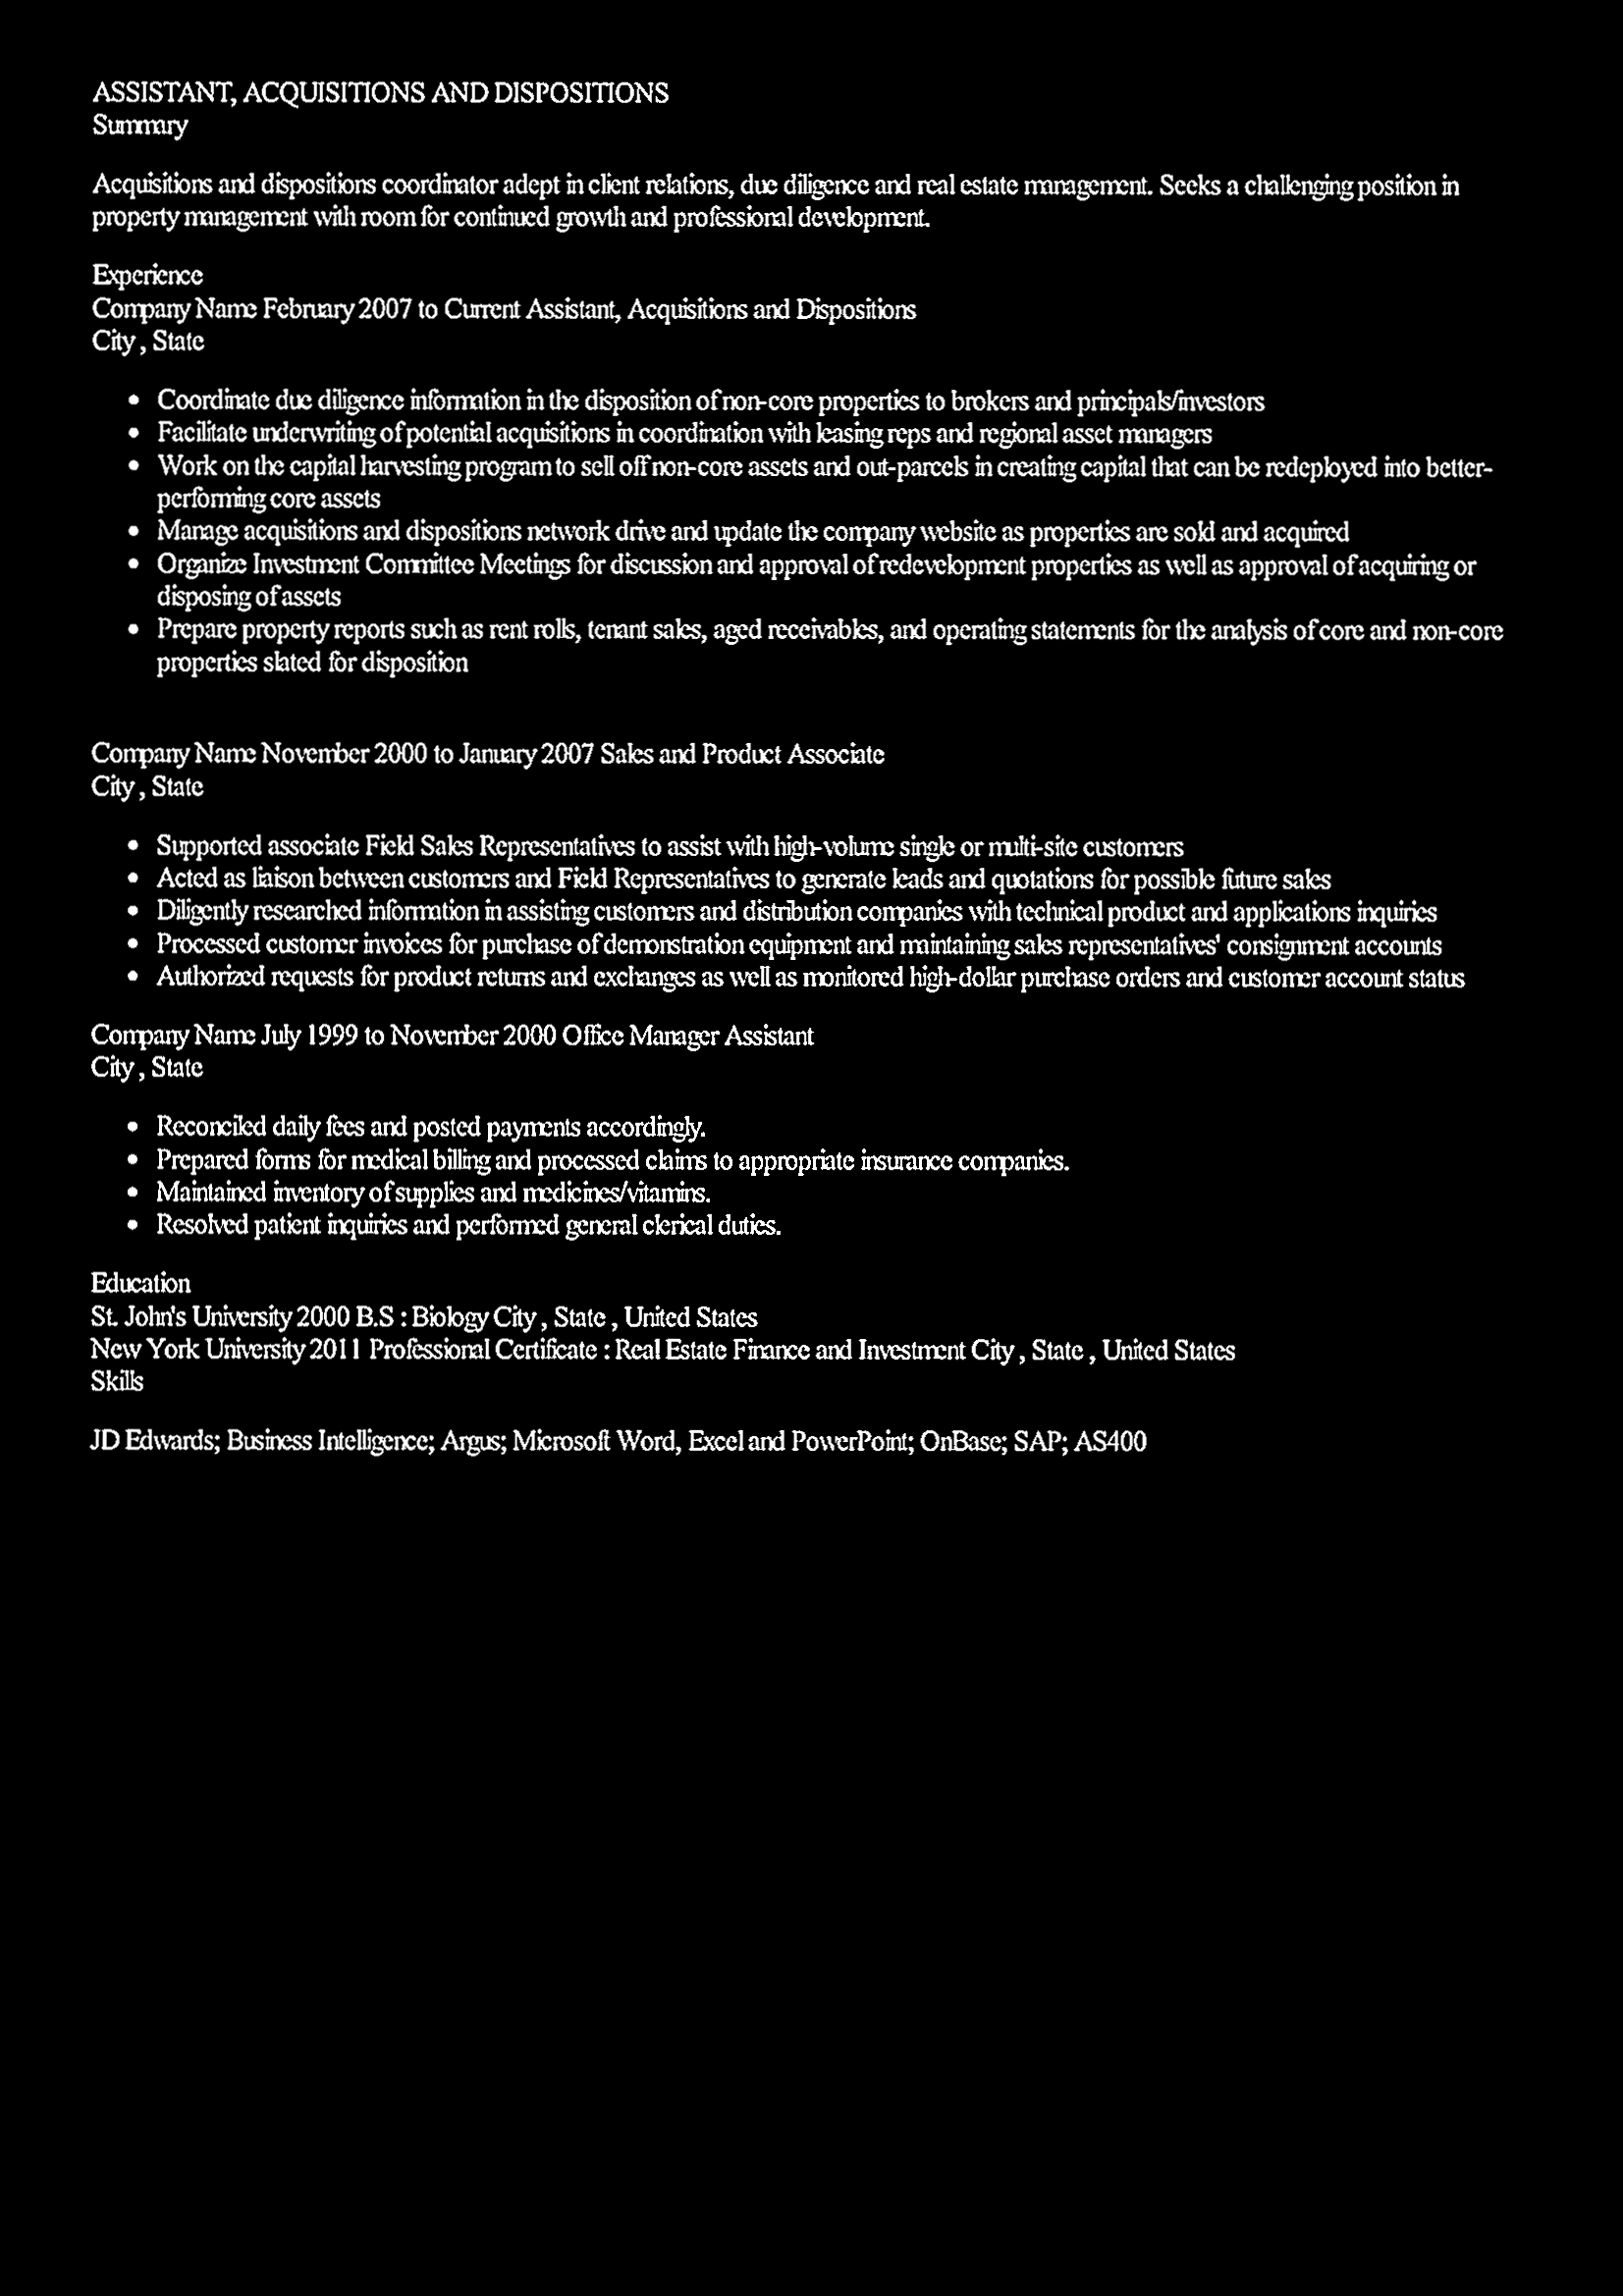 ASSISTANT, ACQUISITIONS AND DISPOSITIONS
Summary
Acquisitions and dispositions coordinator adept in client relations, due diligence and real estate management. Seeks a challenging position in
property management with room for continued growth and professional development.
Experience
Company Name February 2007 to Current Assistant, Acquisitions and Dispositions
City , State
• Coordinate due diligence information in the disposition of non-core properties to brokers and principals/investors
• Facilitate underwriting of potential acquisitions in coordination with leasing reps and regional asset managers
• Work on the capital harvesting program to sell off non-core assets and out-parcels in creating capital that can be redeployed into better-
performing core assets
• Manage acquisitions and dispositions network drive and update the company website as properties are sold and acquired
• Organize Investment Committee Meetings for discussion and approval of redevelopment properties as well as approval of acquiring or
disposing of assets
• Prepare property reports such as rent rolls, tenant sales, aged receivables, and operating statements for the analysis of core and non-core
properties slated for disposition
Company Name November 2000 to January 2007 Sales and Product Associate
City , State
• Supported associate Field Sales Representatives to assist with high-volume single or multi-site customers
• Acted as liaison between customers and Field Representatives to generate leads and quotations for possible future sales
• Diligently researched information in assisting customers and distribution companies with technical product and applications inquiries
• Processed customer invoices for purchase of demonstration equipment and maintaining sales representatives' consignment accounts
• Authorized requests for product returns and exchanges as well as monitored high-dollar purchase orders and customer account status
Company Name July 1999 to November 2000 Office Manager Assistant
City , State
• Reconciled daily fees and posted payments accordingly.
• Prepared forms for medical billing and processed claims to appropriate insurance companies.
• Maintained inventory of supplies and medicines/vitamins.
• Resolved patient inquiries and performed general clerical duties.
Education
St. John's University 2000 B.S : Biology City , State , United States
New York University 2011 Professional Certificate : Real Estate Finance and Investment City , State , United States
Skills
JD Edwards; Business Intelligence; Argus; Microsoft Word, Excel and PowerPoint; OnBase; SAP; AS400